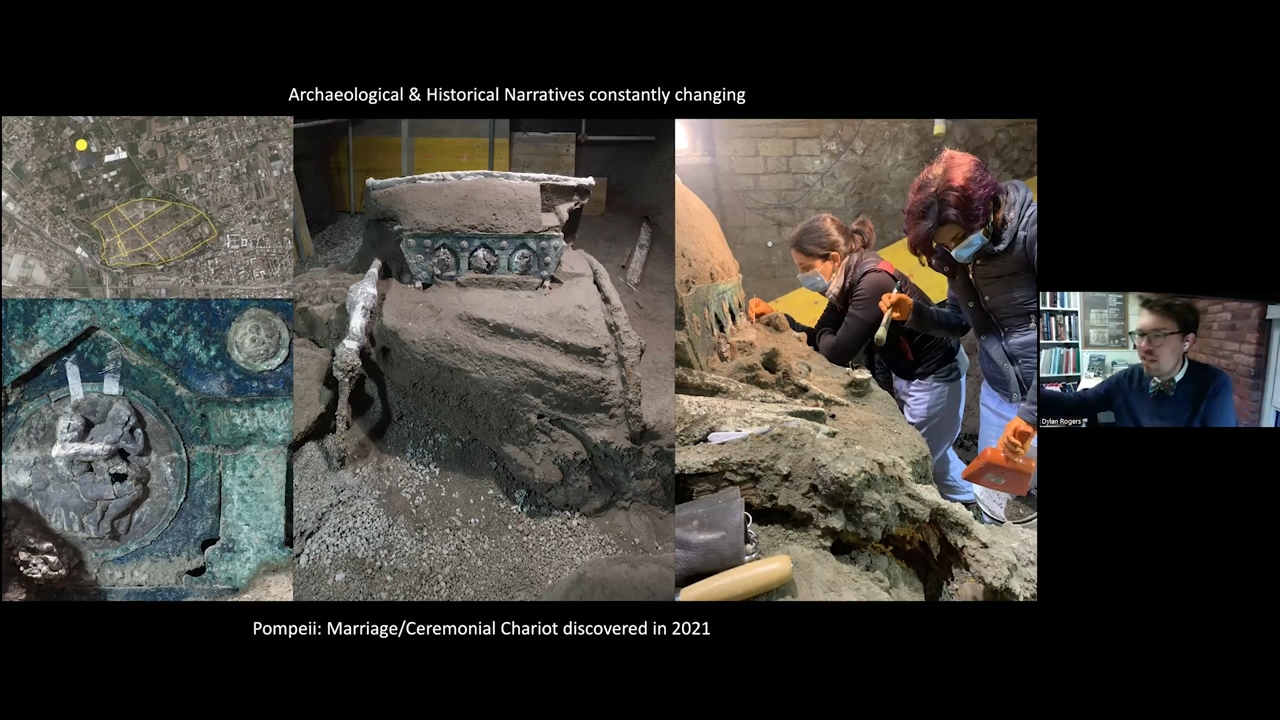 Archaeological & Historical Narratives constantly changing
Dylan Rogers
Pompeii: Marriage/Ceremonial Chariot discovered in 2021